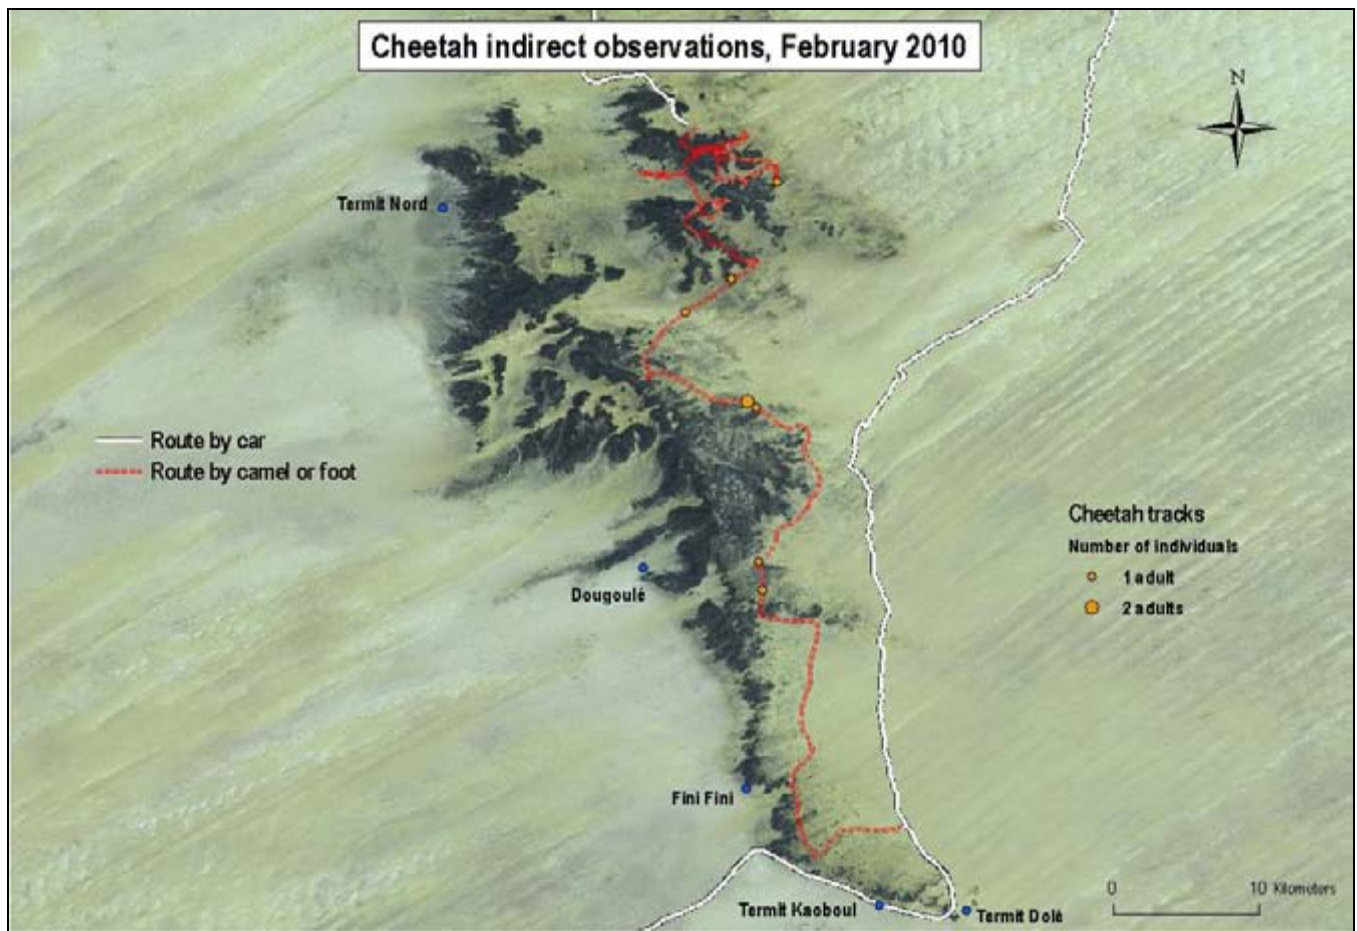 Cheetah indirect observations, February 2010
N
Termit Nord
Route by car
Route by camel or foot
Cheetah tracks
Number of individuals
1 adult
2 adults
Dougoulé
Fini Fini
Termit Kaoboul
Termit Dolé
0 10 Kilometers